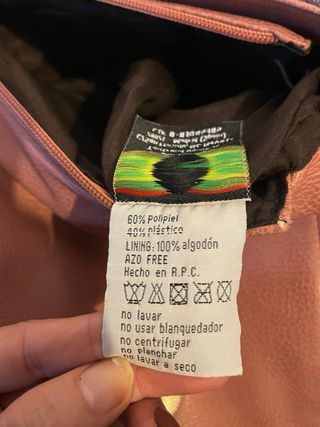 60% polipiel
40% plástico
LINING: 100% algodón
AZO FREE
Hecho en R.P.C.
no lavar
no usar blanquedador
no centrifugar
no planchar
no lavar a seco